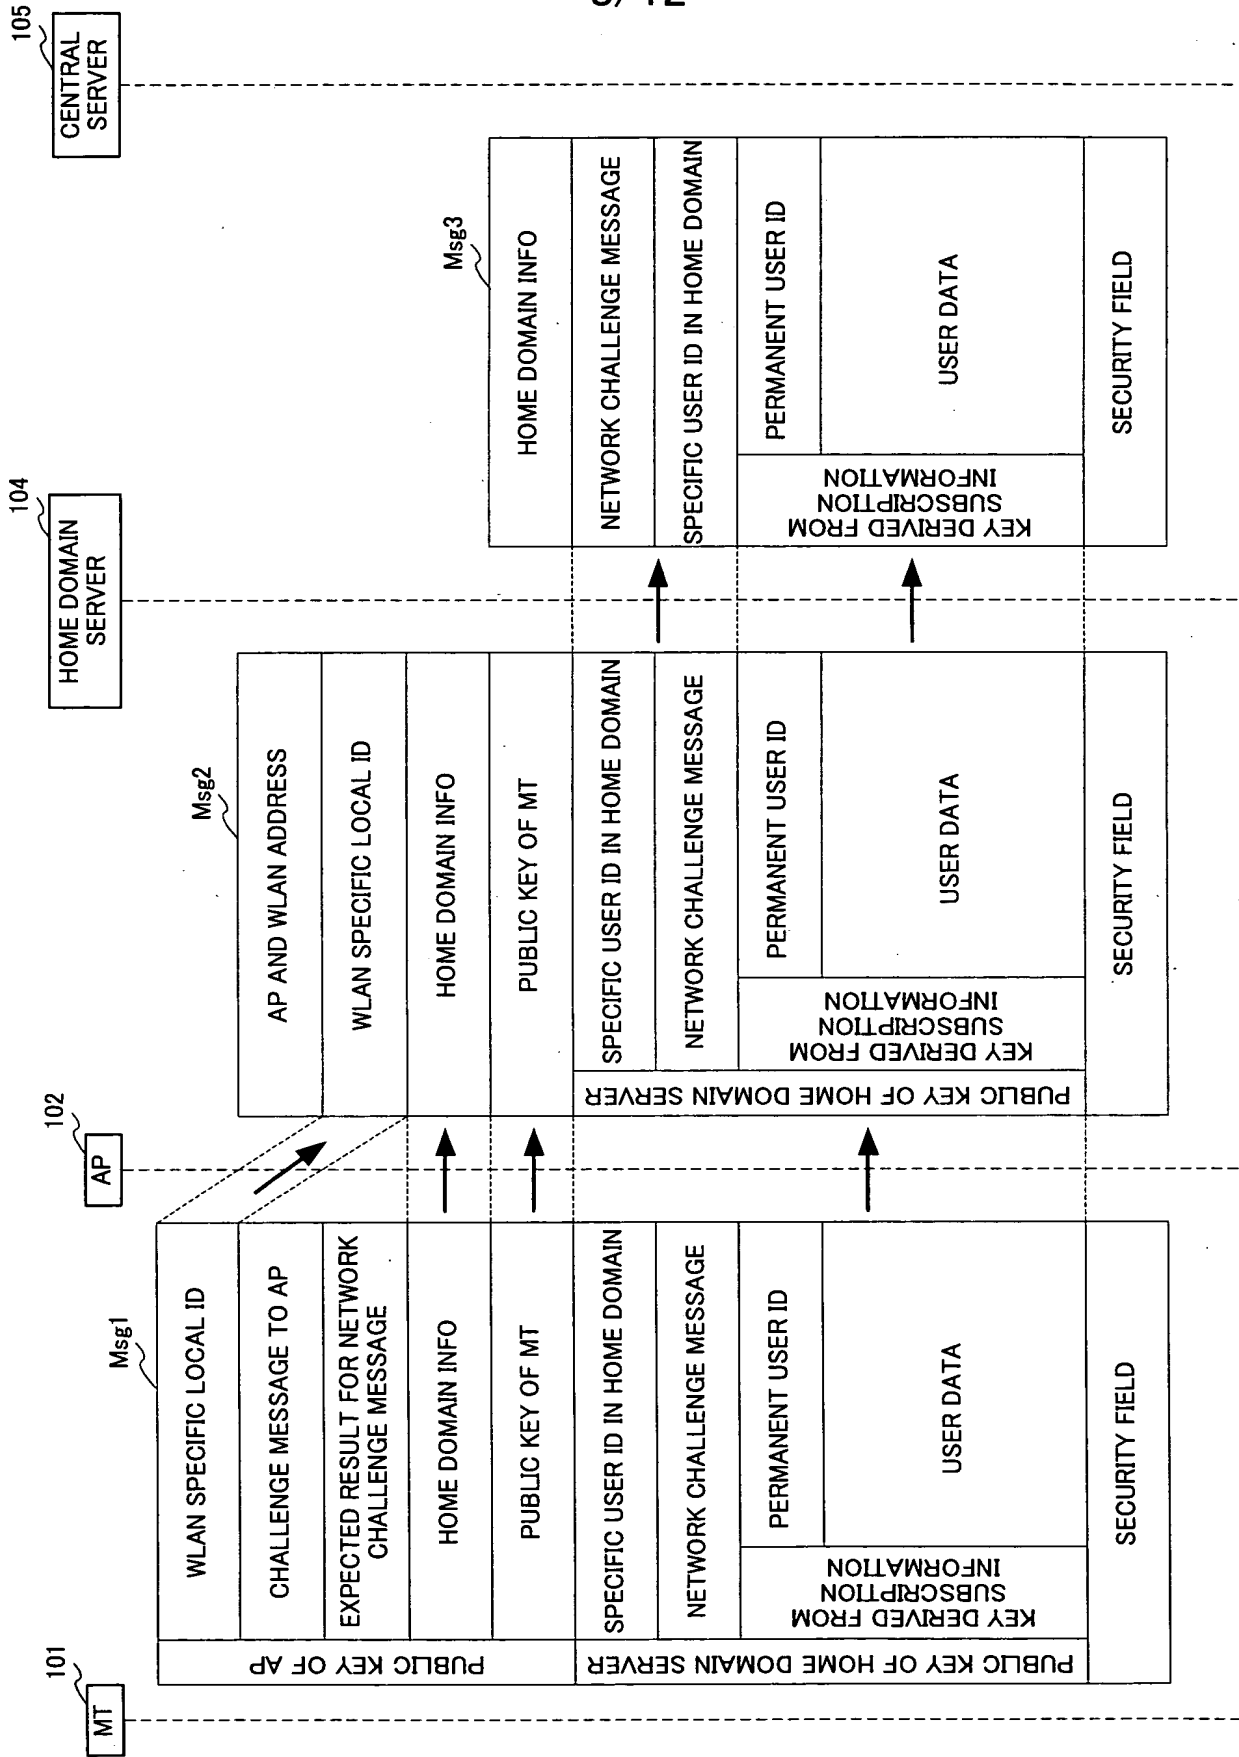 101
MT
102
AP
104
HOME DOMAIN
SERVER
105
CENTRAL
SERVER
Msg1
WLAN SPECIFIC LOCAL ID
CHALLENGE MESSAGE TO AP
EXPECTED RESULT FOR NETWORK
CHALLENGE MESSAGE
HOME DOMAIN INFO
PUBLIC KEY OF MT
PUBLIC KEY OF AP
SPECIFIC USER ID IN HOME DOMAIN
NETWORK CHALLENGE MESSAGE
PERMANENT USER ID
USER DATA
KEY DERIVED FROM
SUBSCRIPTION
INFORMATION
PUBLIC KEY OF HOME DOMAIN SERVER
SECURITY FIELD
Msg2
AP AND WLAN ADDRESS
WLAN SPECIFIC LOCAL ID
HOME DOMAIN INFO
PUBLIC KEY OF MT
SPECIFIC USER ID IN HOME DOMAIN
NETWORK CHALLENGE MESSAGE
PERMANENT USER ID
USER DATA
KEY DERIVED FROM
SUBSCRIPTION
INFORMATION
PUBLIC KEY OF HOME DOMAIN SERVER
SECURITY FIELD
Msg3
HOME DOMAIN INFO
NETWORK CHALLENGE MESSAGE
SPECIFIC USER ID IN HOME DOMAIN
PERMANENT USER ID
USER DATA
KEY DERIVED FROM
SUBSCRIPTION
INFORMATION
SECURITY FIELD